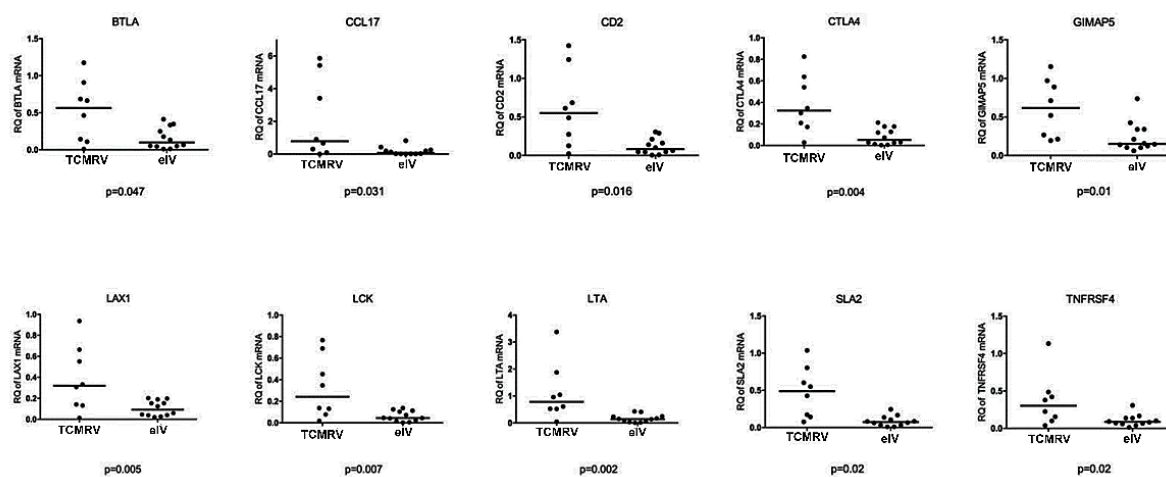 BTLA
RQ of BTLA mRNA
1.5
1.0
0.5
0.0
TCMRV eIV
p=0.047
CCL17
RQ of CCL17 mRNA
6
4
2
0
TCMRV eIV
p=0.031
CD2
RQ of CD2 mRNA
1.5
1.0
0.5
0.0
TCMRV eIV
p=0.016
CTLA4
RQ of CTLA4 mRNA
1.0
0.8
0.6
0.4
0.2
0.0
TCMRV eIV
p=0.004
GIMAP5
RQ of GIMAP5 mRNA
1.5
1.0
0.5
0.0
TCMRV eIV
p=0.01
LAX1
RQ of LAX1 mRNA
1.0
0.8
0.6
0.4
0.2
0.0
TCMRV eIV
p=0.005
LCK
RQ of LCK mRNA
1.0
0.8
0.6
0.4
0.2
0.0
TCMRV eIV
p=0.007
LTA
RQ of LTA mRNA
4
3
2
1
0
TCMRV eIV
p=0.002
SLA2
RQ of SLA2 mRNA
1.5
1.0
0.5
0.0
TCMRV eIV
p=0.02
TNFRSF4
RQ of TNFRSF4 mRNA
1.5
1.0
0.5
0.0
TCMRV eIV
p=0.02